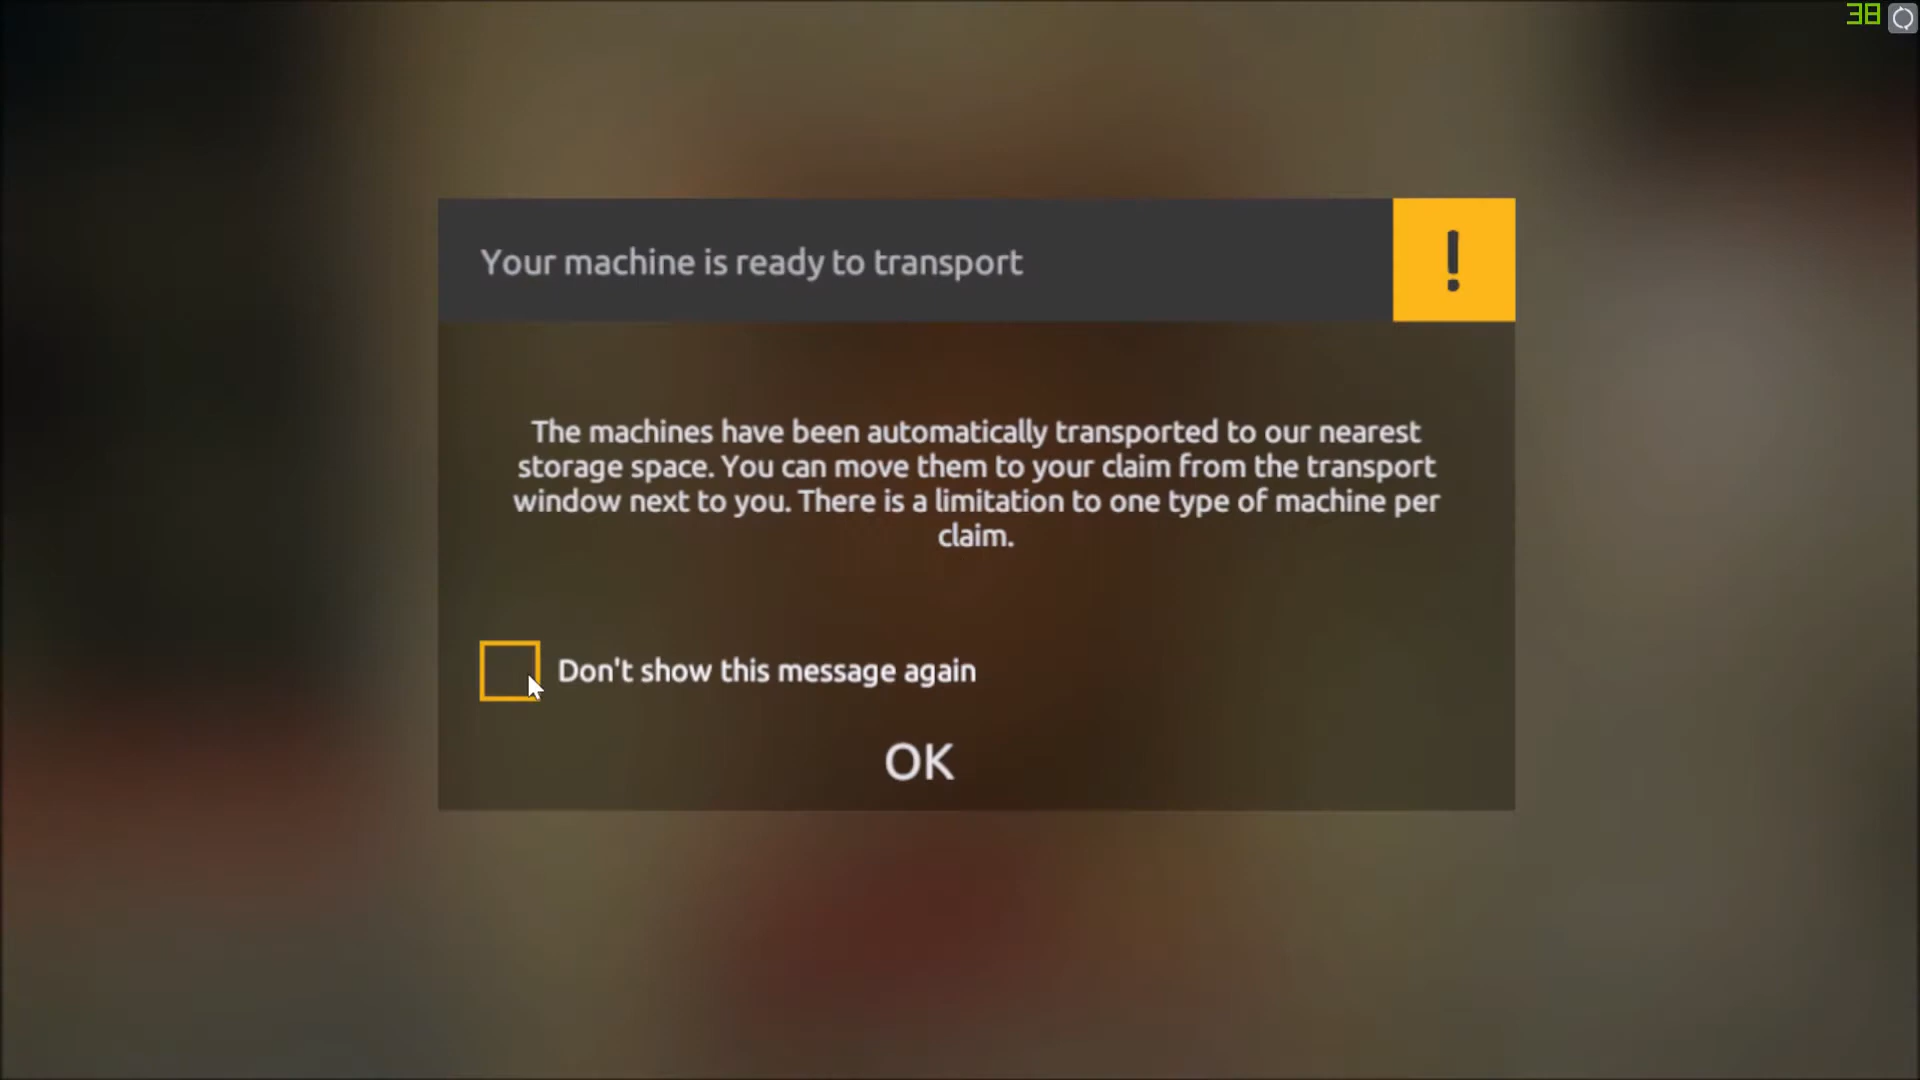 38
Your machine is ready to transport
!
The machines have been automatically transported to our nearest
storage space. You can move them to your claim from the transport
window next to you. There is a limitation to one type of machine per
claim.
Don't show this message again
OK